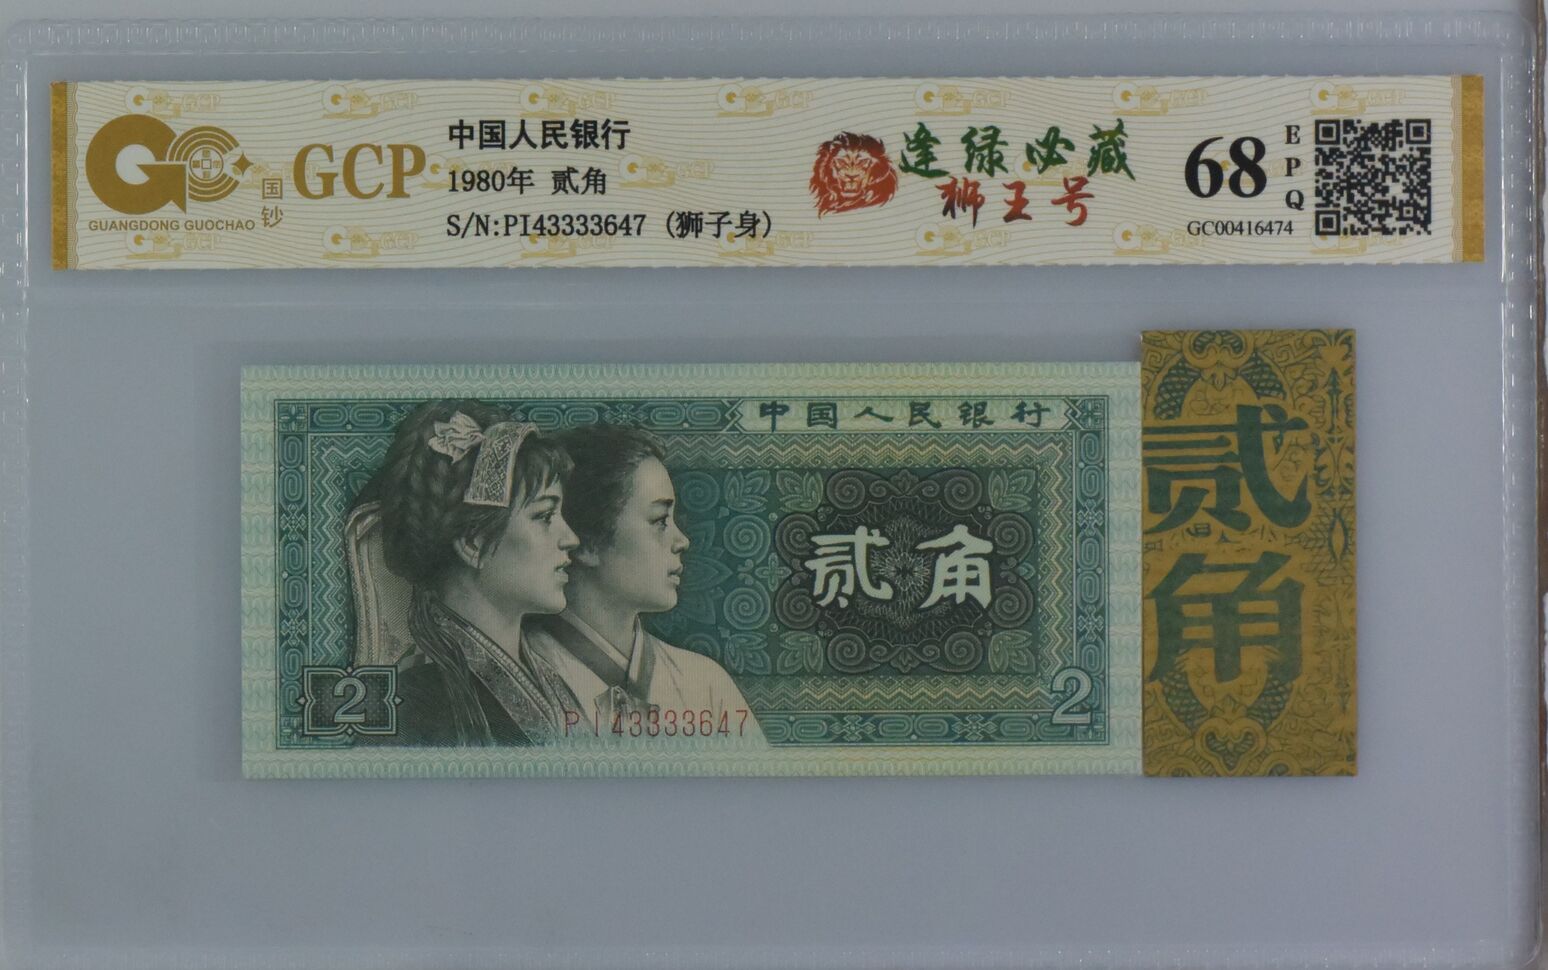 GUANGDONG GUOCHAO
国钞
GCP
中国人民银行
1980年 贰角
S/N:PI43333647 (狮子身)
逢绿必藏
狮王号
68
EPQ
GC00416474
中国人民银行
贰角
2
2
PI43333647
贰角